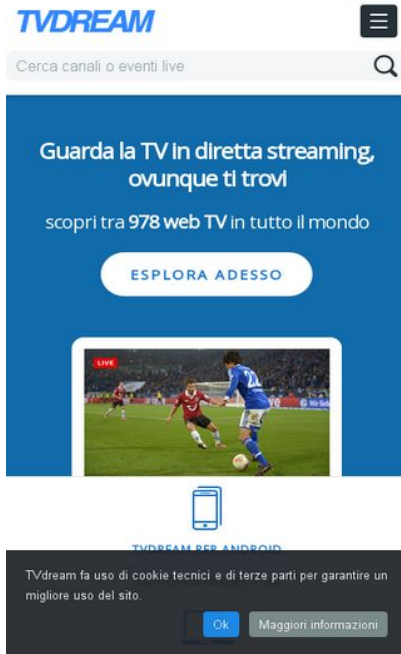 TVDREAM
Cerca canali o eventi live
Guarda la TV in diretta streaming,
ovunque ti trovi
scopri tra 978 web TV in tutto il mondo
ESPLORA ADESSO
LIVE
22
TVDREAM PER ANDROID
TVdream fa uso di cookie tecnici e di terze parti per garantire un
migliore uso del sito.
Ok Maggiori informazioni